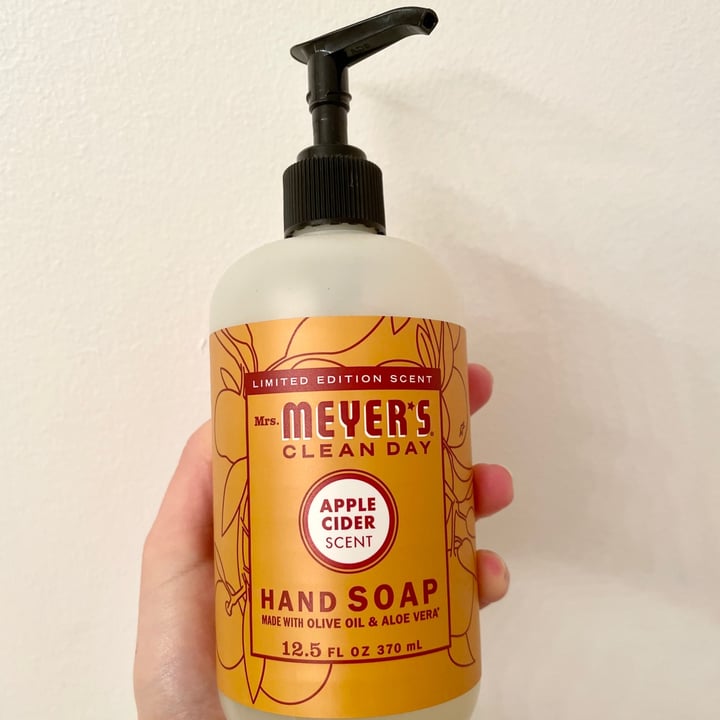 LIMITED EDITION SCENT
Mrs. MEYER'S®
CLEAN DAY
APPLE
CIDER
SCENT
HAND SOAP
MADE WITH OLIVE OIL & ALOE VERA*
12.5 FL OZ 370 mL